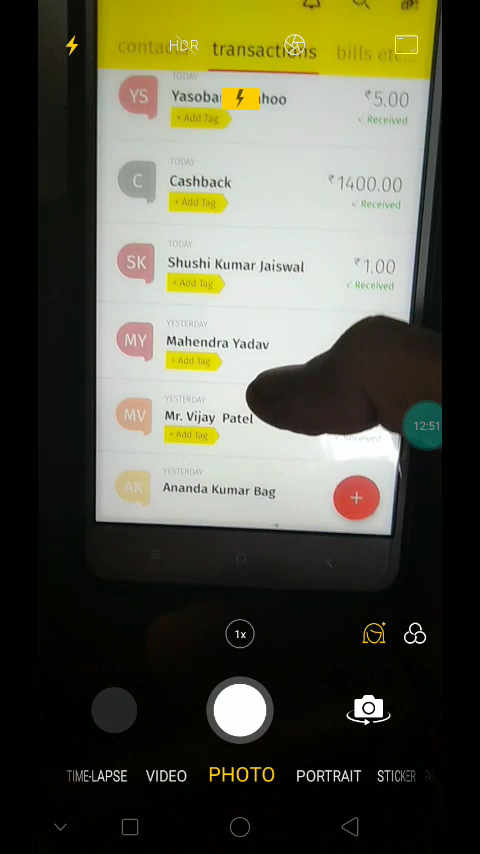 HDR
transactions
bills etc...
TODAY
YS
₹5.00
+ Add Tag
Received
TODAY
C
Cashback
₹1400.00
+ Add Tag
Received
TODAY
SK
Shushi Kumar Jaiswal
₹1.00
+ Add Tag
Received
YESTERDAY
MY
Mahendra Yadav
+ Add Tag
YESTERDAY
MV
Mr. Vijay Patel
+ Add Tag
Received
12:51
YESTERDAY
AK
Ananda Kumar Bag
+
1x
TIME-LAPSE
VIDEO
PHOTO
PORTRAIT
STICKER